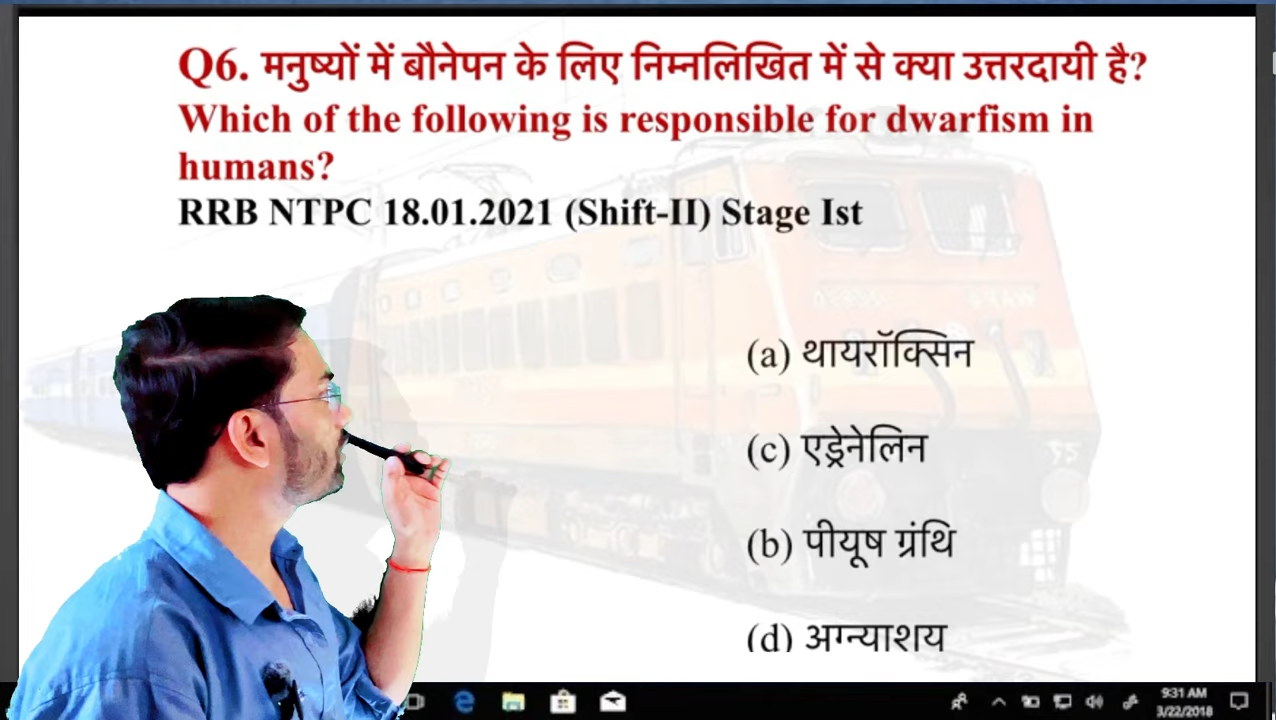 Q6. मनुष्यों में बौनेपन के लिए निम्नलिखित में से क्या उत्तरदायी है?
Which of the following is responsible for dwarfism in
humans?
RRB NTPC 18.01.2021 (Shift-II) Stage Ist
(a) थायरॉक्सिन
(c) एड्रेनेलिन
(b) पीयूष ग्रंथि
(d) अग्न्याशय
9:31 AM
3/22/2018